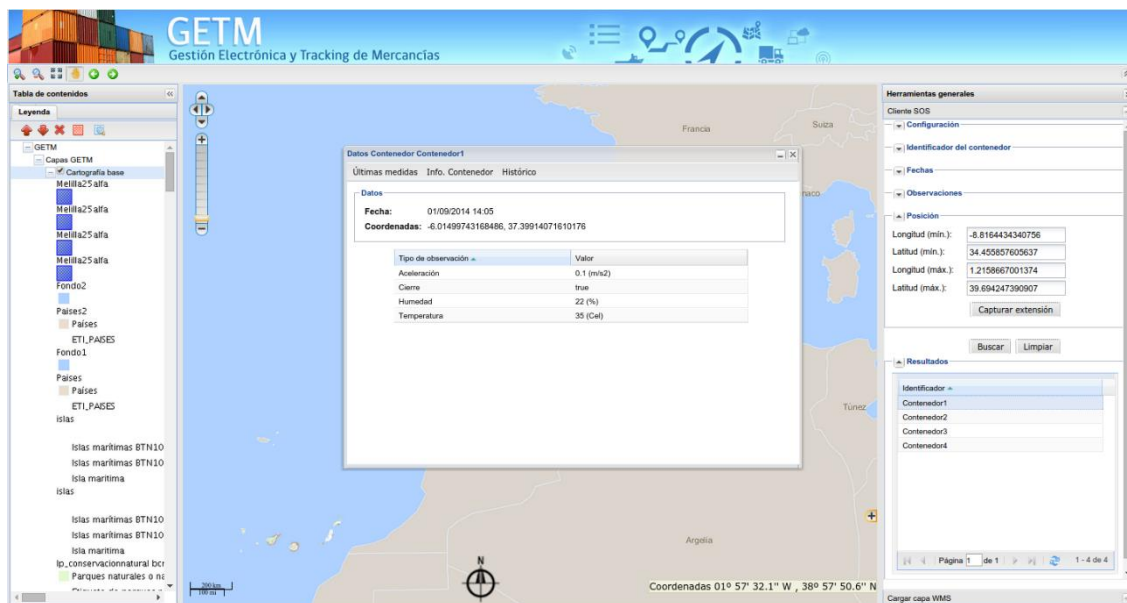 GETM
Gestión Electrónica y Tracking de Mercancías
Tabla de contenidos
Leyenda
GETM
Capas GETM
Cartografía base
Melilla25alfa
Melilla25alfa
Melilla25alfa
Melilla25alfa
Fondo2
Paises2
Países
ETI_PAISES
Fondo1
Paises
Países
ETI_PAISES
islas
Islas marítimas BTN10
Islas marítimas BTN10
Isla maritima
islas
Islas marítimas BTN10
Islas marítimas BTN10
Isla maritima
lp_conservacionnatural bcr
Parques naturales o na
Francia
Suiza
naco
Túnez
Argelia
N
200 km
100 mi
Coordenadas 01º 57' 32.1'' W , 38º 57' 50.6'' N
Datos Contenedor Contenedor1
Últimas medidas Info. Contenedor Histórico
Datos
Fecha: 01/09/2014 14:05
Coordenadas: -6.01499743168486, 37.39914071610176
Tipo de observación Valor
Aceleración 0.1 (m/s2)
Cierre true
Humedad 22 (%)
Temperatura 35 (Cel)
Herramientas generales
Cliente SOS
Configuración
Identificador del contenedor
Fechas
Observaciones
Posición
Longitud (mín.): -8.8164434340756
Latitud (mín.): 34.455857605637
Longitud (máx.): 1.2158667001374
Latitud (máx.): 39.694247390907
Capturar extensión
Buscar Limpiar
Resultados
Identificador
Contenedor1
Contenedor2
Contenedor3
Contenedor4
Página 1 de 1 1 - 4 de 4
Cargar capa WMS